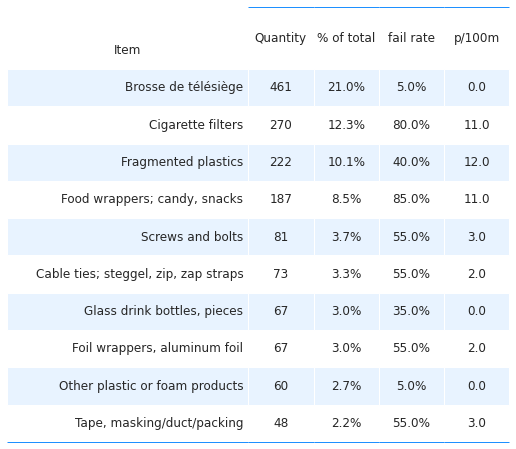 Item Quantity % of total fail rate p/100m
Brosse de télésiège 461 21.0% 5.0% 0.0
Cigarette filters 270 12.3% 80.0% 11.0
Fragmented plastics 222 10.1% 40.0% 12.0
Food wrappers; candy, snacks 187 8.5% 85.0% 11.0
Screws and bolts 81 3.7% 55.0% 3.0
Cable ties; steggel, zip, zap straps 73 3.3% 55.0% 2.0
Glass drink bottles, pieces 67 3.0% 35.0% 0.0
Foil wrappers, aluminum foil 67 3.0% 55.0% 2.0
Other plastic or foam products 60 2.7% 5.0% 0.0
Tape, masking/duct/packing 48 2.2% 55.0% 3.0